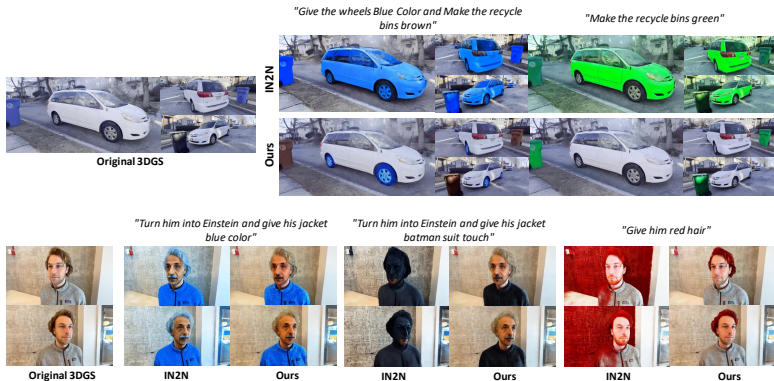 "Give the wheels Blue Color and Make the recycle
bins brown"
"Make the recycle bins green"
IN2N
Original 3DGS
Ours
"Turn him into Einstein and give his jacket
blue color"
"Turn him into Einstein and give his jacket
batman suit touch"
"Give him red hair"
Original 3DGS
IN2N
Ours
IN2N
Ours
IN2N
Ours